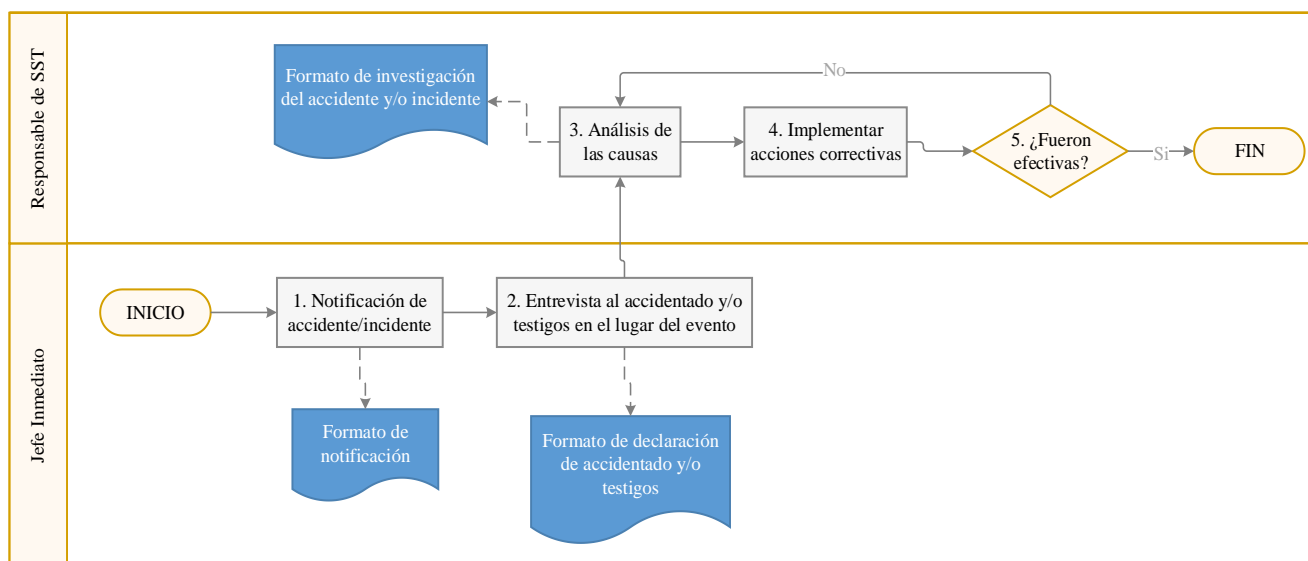 Responsable de SST
Formato de investigación
del accidente y/o incidente
3. Análisis de
las causas
4. Implementar
acciones correctivas
No
5. ¿Fueron
efectivas?
Si
FIN
Jefe Inmediato
INICIO
1. Notificación de
accidente/incidente
2. Entrevista al accidentado y/o
testigos en el lugar del evento
Formato de
notificación
Formato de declaración
de accidentado y/o
testigos